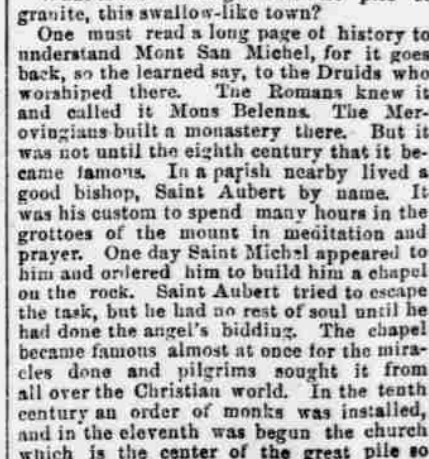 granite, this swallow-like town?
One must read a long page of history to
understand Mont San Michel, for it goes
back, so the learned say, to the Druids who
worshiped there. The Romans knew it
and called it Mons Belenns. The Mer-
ovingians built a monastery there. But it
was not until the eighth century that it be-
came famous. In a parish nearby lived a
good bishop, Saint Aubert by name. It
was his custom to spend many hours in the
grottoes of the mount in meditation and
prayer. One day Saint Michel appeared to
him and ordered him to build him a chapel
on the rock. Saint Aubert tried to escape
the task, but he had no rest of soul until he
had done the angel's bidding. The chapel
became famous almost at once for the mira-
cles done and pilgrims sought it from
all over the Christian world. In the tenth
century an order of monks was installed,
and in the eleventh was begun the church
which is the center of the great pile so